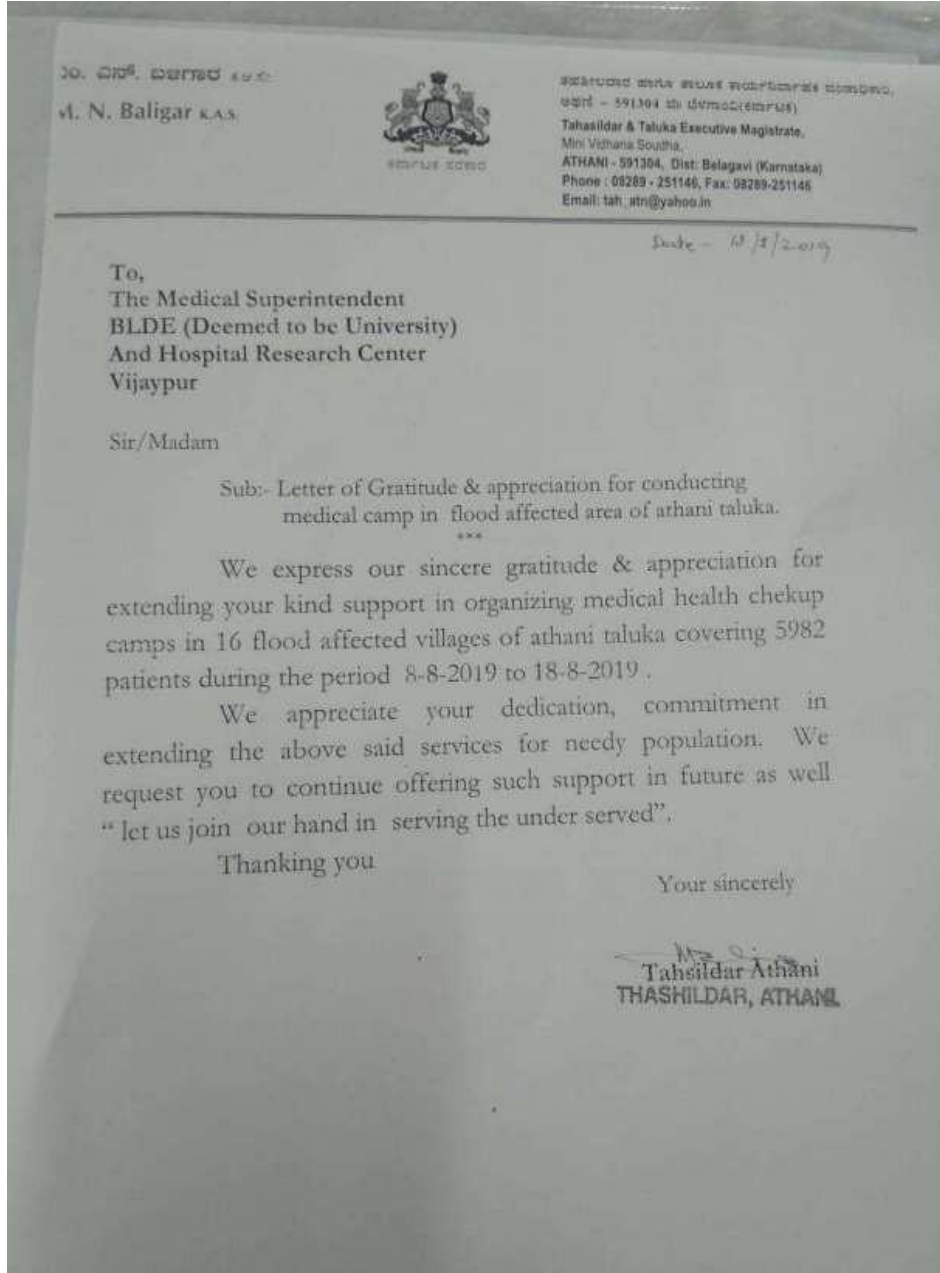 M. N. Baligar K.A.S.
Tahasildar & Taluka Executive Magistrate,
Mini Vidhana Soudha,
ATHANI - 591304, Dist: Belagavi (Karnataka)
Phone : 08289 - 251146, Fax: 08289-251146
Email: tah_atn@yahoo.in
Date - /8/2019
To,
The Medical Superintendent
BLDE (Deemed to be University)
And Hospital Research Center
Vijaypur
Sir/Madam
Sub:- Letter of Gratitude & appreciation for conducting
medical camp in flood affected area of athani taluka.
***
We express our sincere gratitude & appreciation for
extending your kind support in organizing medical health chekup
camps in 16 flood affected villages of athani taluka covering 5982
patients during the period 8-8-2019 to 18-8-2019 .
We appreciate your dedication, commitment in
extending the above said services for needy population. We
request you to continue offering such support in future as well
“ let us join our hand in serving the under served”.
Thanking you
Your sincerely
Tahsildar Athani
THASHILDAR, ATHANI.